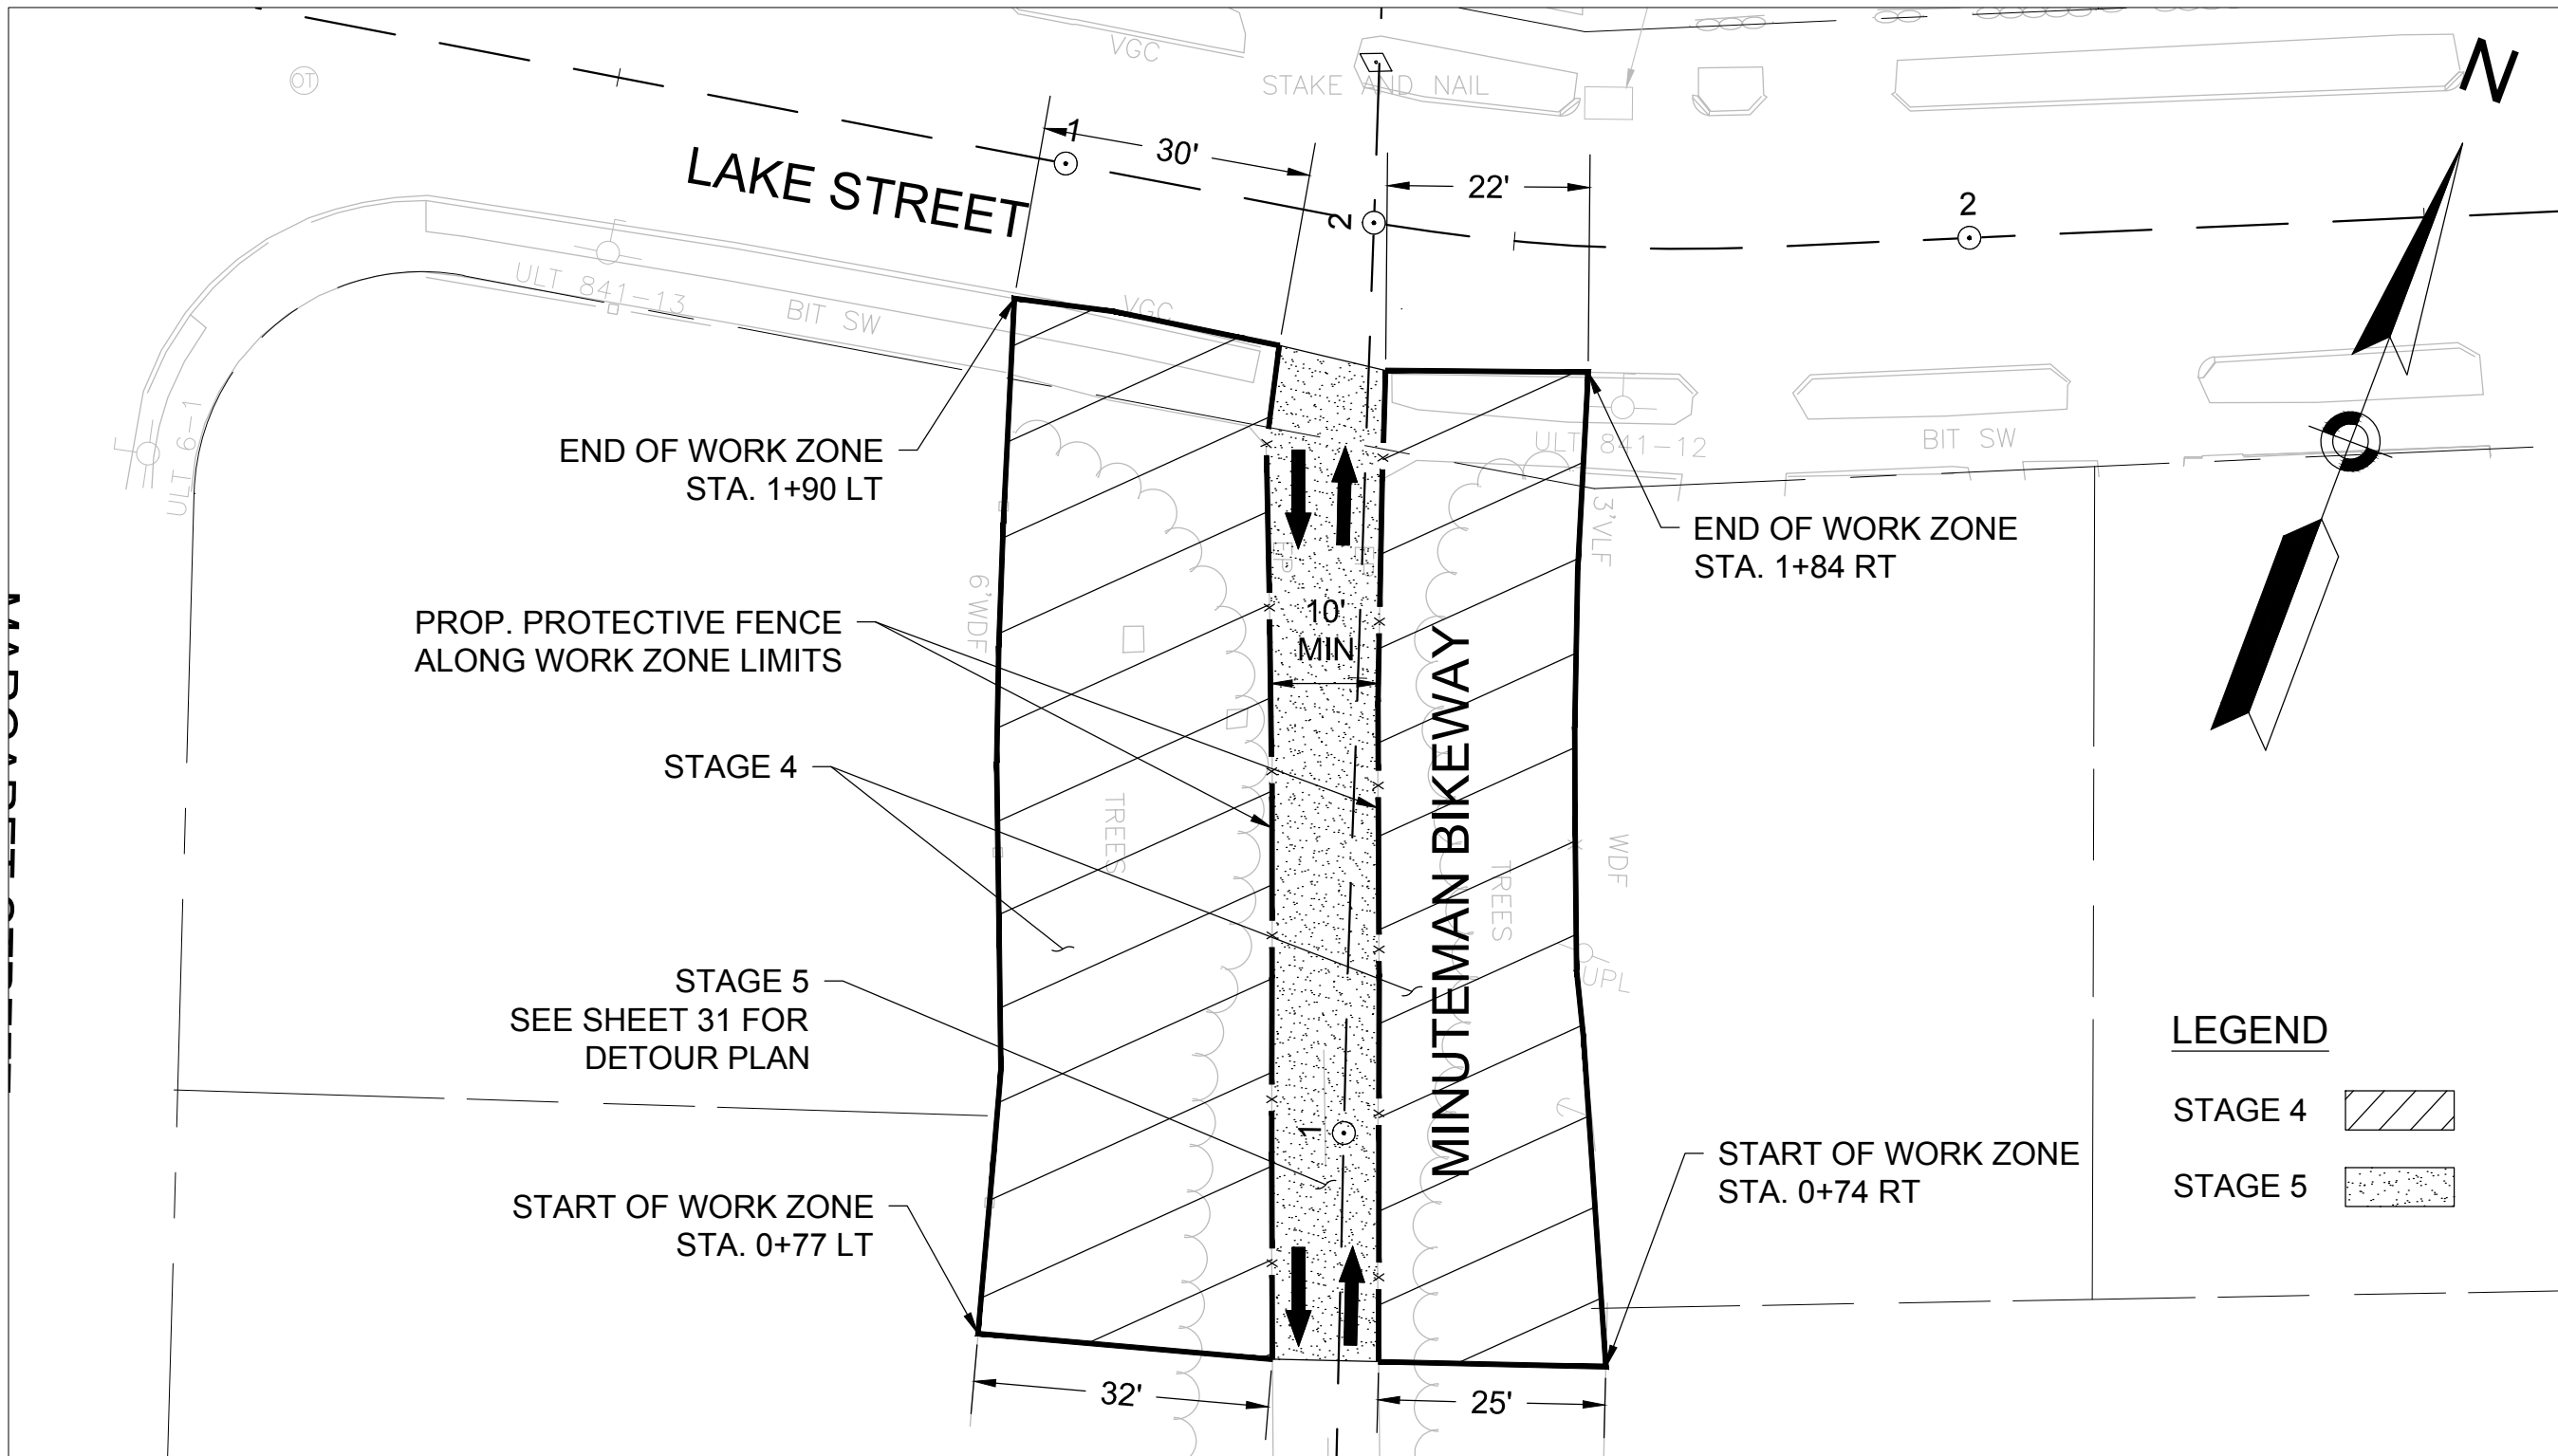 VGC
OT
STAKE AND NAIL
N
1
30'
LAKE STREET
22'
2
2
ULT 841-13
BIT SW
VGC
ULT 6-1
END OF WORK ZONE
STA. 1+90 LT
ULT 841-12
BIT SW
3'VLF
END OF WORK ZONE
STA. 1+84 RT
6'WDF
EP
PROP. PROTECTIVE FENCE
ALONG WORK ZONE LIMITS
10'
MIN
MINUTEMAN BIKEWAY
STAGE 4
TREES
TREES
WDF
UPL
STAGE 5
SEE SHEET 31 FOR
DETOUR PLAN
1
START OF WORK ZONE
STA. 0+77 LT
START OF WORK ZONE
STA. 0+74 RT
32'
25'
LEGEND
STAGE 4
STAGE 5